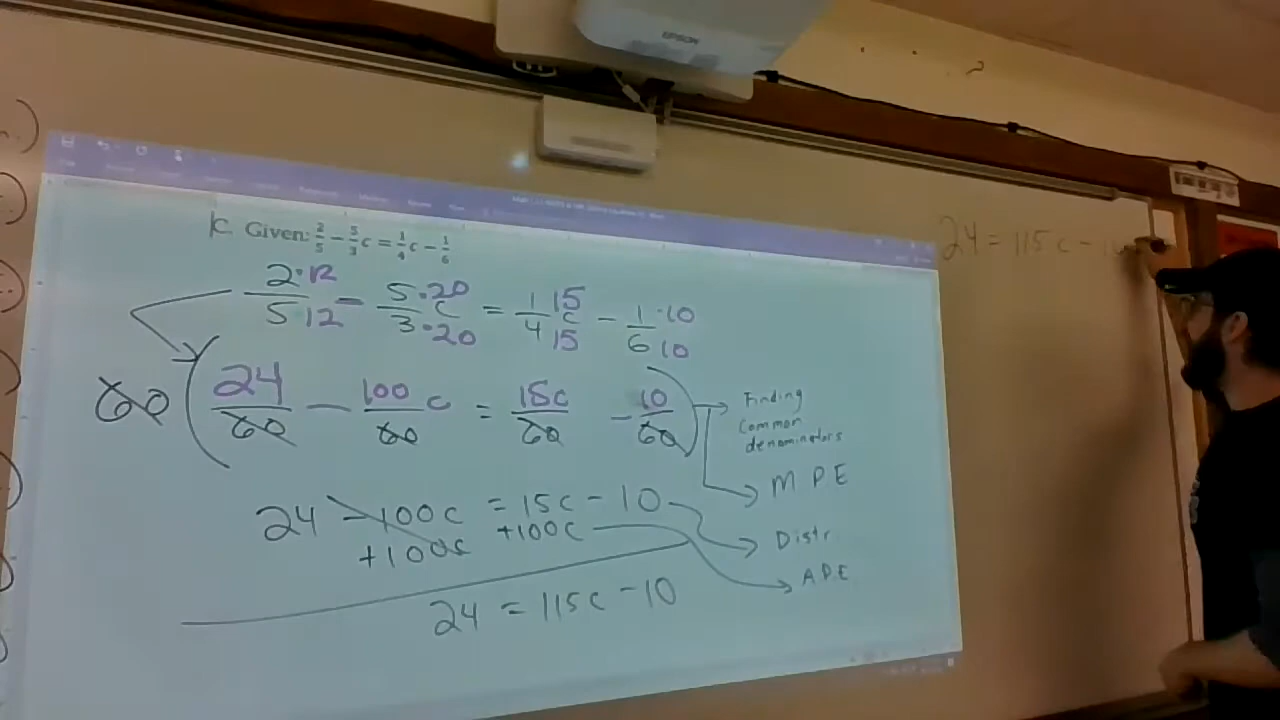 EPSON
C. Given: 2/5 − 5/3 c = 1/4 c − 1/6
2·12/5 12 − 5·20/3·20 c = 1 15/4 15 c − 1·10/6 10
60 ( 24/60 − 100/60 c = 15c/60 − 10/60 )
Finding
Common
denominators
M P E
24 − 100c = 15c − 10
+100c +100c
Distr
A P E
24 = 115c − 10
24 = 115c −